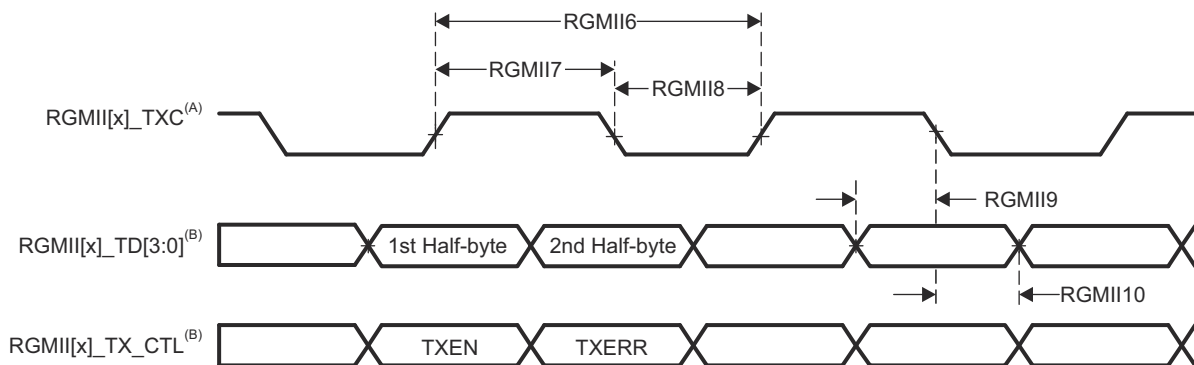 RGMII6
RGMII7
RGMII8
RGMII[x]_TXC(A)
RGMII9
RGMII[x]_TD[3:0](B)
1st Half-byte
2nd Half-byte
RGMII10
RGMII[x]_TX_CTL(B)
TXEN
TXERR